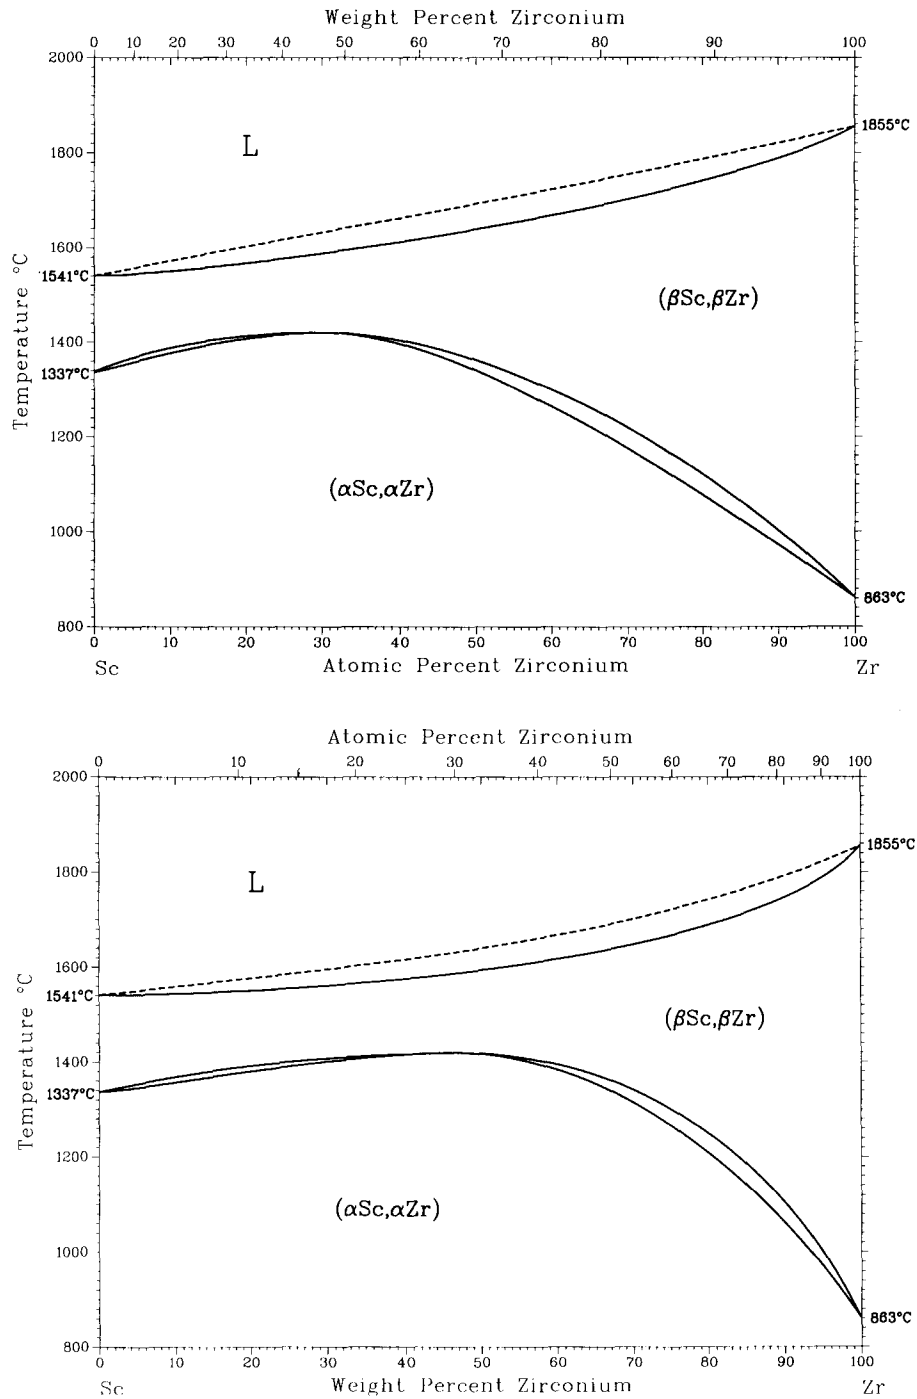 Weight Percent Zirconium
0 10 20 30 40 50 60 70 80 90 100
2000
1855°C
1800
L
1600
1541°C
(βSc,βZr)
1400
1337°C
1200
(αSc,αZr)
1000
863°C
800
Temperature °C
0 10 20 30 40 50 60 70 80 90 100
Sc Atomic Percent Zirconium Zr
Atomic Percent Zirconium
0 10 20 30 40 50 60 70 80 90 100
2000
1855°C
1800
L
1600
1541°C
(βSc,βZr)
1400
1337°C
1200
(αSc,αZr)
1000
863°C
800
Temperature °C
0 10 20 30 40 50 60 70 80 90 100
Sc Weight Percent Zirconium Zr